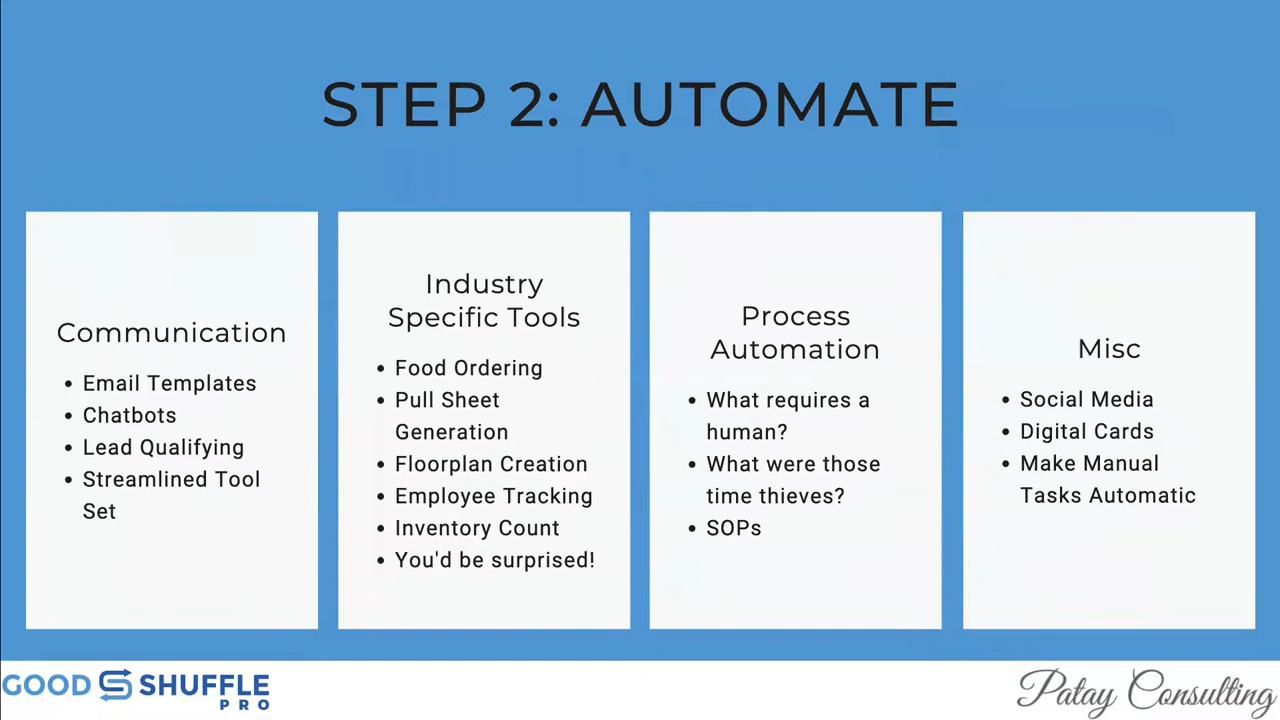 STEP 2: AUTOMATE
Communication
• Email Templates
• Chatbots
• Lead Qualifying
• Streamlined Tool
Set
Industry
Specific Tools
• Food Ordering
• Pull Sheet
Generation
• Floorplan Creation
• Employee Tracking
• Inventory Count
• You'd be surprised!
Process
Automation
• What requires a
human?
• What were those
time thieves?
• SOPs
Misc
• Social Media
• Digital Cards
• Make Manual
Tasks Automatic
GOOD SHUFFLE
PRO
Patay Consulting